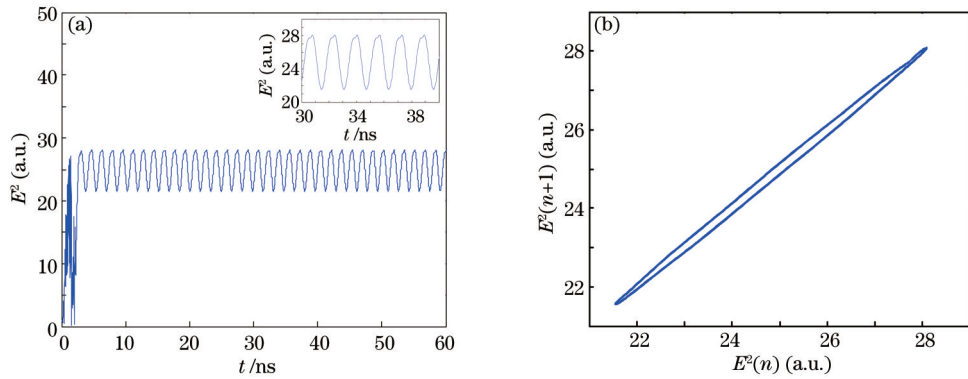 (a)
50
40
30
20
10
0
E² (a.u.)
0 10 20 30 40 50 60
t /ns
28
24
20
E² (a.u.)
30 34 38
t /ns
(b)
28
26
24
22
E²(n+1) (a.u.)
22 24 26 28
E²(n) (a.u.)